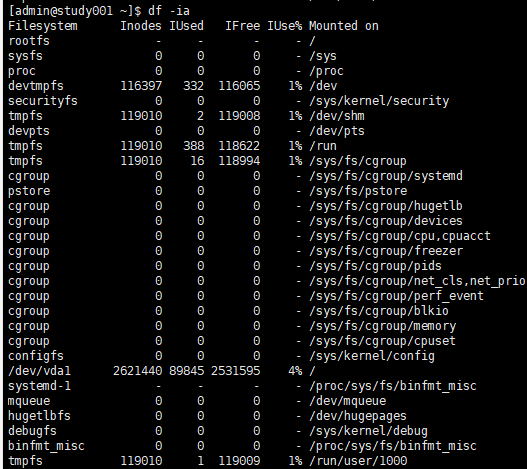 [admin@study001 ~]$ df -ia
Filesystem Inodes IUsed IFree IUse% Mounted on
rootfs - - - - /
sysfs 0 0 0 - /sys
proc 0 0 0 - /proc
devtmpfs 116397 332 116065 1% /dev
securityfs 0 0 0 - /sys/kernel/security
tmpfs 119010 2 119008 1% /dev/shm
devpts 0 0 0 - /dev/pts
tmpfs 119010 388 118622 1% /run
tmpfs 119010 16 118994 1% /sys/fs/cgroup
cgroup 0 0 0 - /sys/fs/cgroup/systemd
pstore 0 0 0 - /sys/fs/pstore
cgroup 0 0 0 - /sys/fs/cgroup/hugetlb
cgroup 0 0 0 - /sys/fs/cgroup/devices
cgroup 0 0 0 - /sys/fs/cgroup/cpu,cpuacct
cgroup 0 0 0 - /sys/fs/cgroup/freezer
cgroup 0 0 0 - /sys/fs/cgroup/pids
cgroup 0 0 0 - /sys/fs/cgroup/net_cls,net_prio
cgroup 0 0 0 - /sys/fs/cgroup/perf_event
cgroup 0 0 0 - /sys/fs/cgroup/blkio
cgroup 0 0 0 - /sys/fs/cgroup/memory
cgroup 0 0 0 - /sys/fs/cgroup/cpuset
configfs 0 0 0 - /sys/kernel/config
/dev/vda1 2621440 89845 2531595 4% /
systemd-1 - - - - /proc/sys/fs/binfmt_misc
mqueue 0 0 0 - /dev/mqueue
hugetlbfs 0 0 0 - /dev/hugepages
debugfs 0 0 0 - /sys/kernel/debug
binfmt_misc 0 0 0 - /proc/sys/fs/binfmt_misc
tmpfs 119010 1 119009 1% /run/user/1000